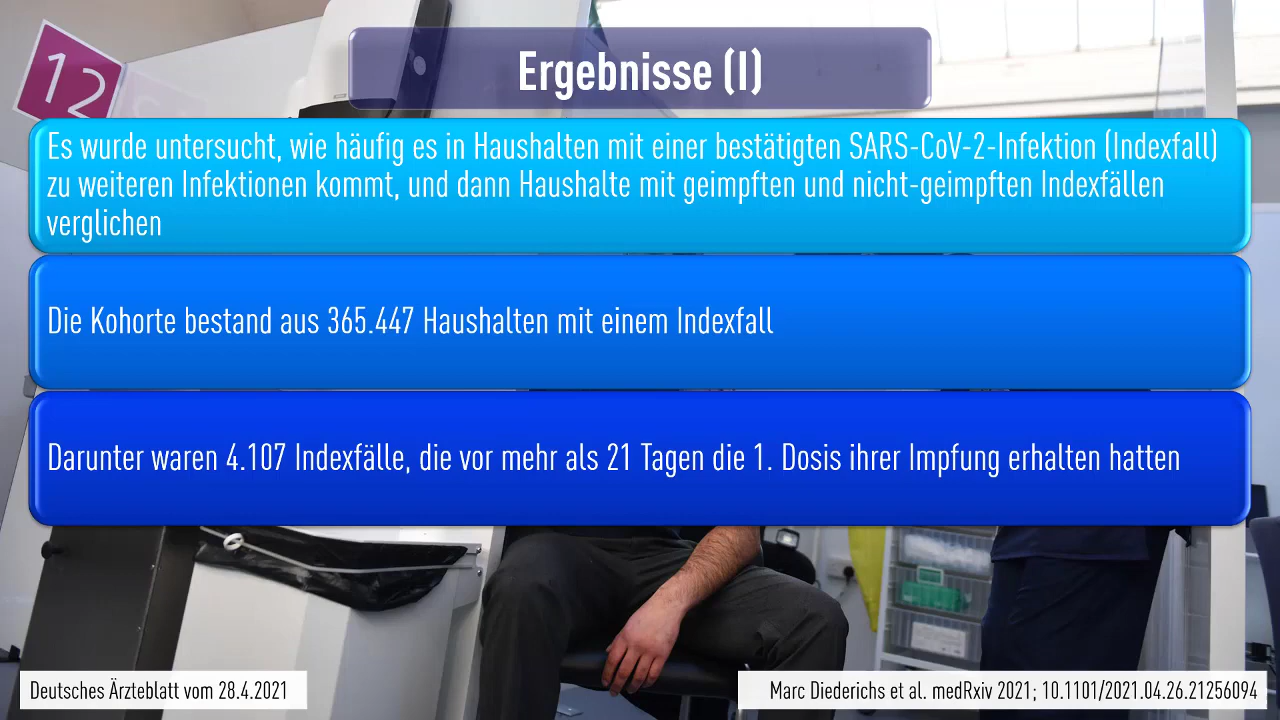 12
Ergebnisse (I)
Es wurde untersucht, wie häufig es in Haushalten mit einer bestätigten SARS-CoV-2-Infektion (Indexfall)
zu weiteren Infektionen kommt, und dann Haushalte mit geimpften und nicht-geimpften Indexfällen
verglichen
Die Kohorte bestand aus 365.447 Haushalten mit einem Indexfall
Darunter waren 4.107 Indexfälle, die vor mehr als 21 Tagen die 1. Dosis ihrer Impfung erhalten hatten
Deutsches Ärzteblatt vom 28.4.2021
Marc Diederichs et al. medRxiv 2021; 10.1101/2021.04.26.21256094